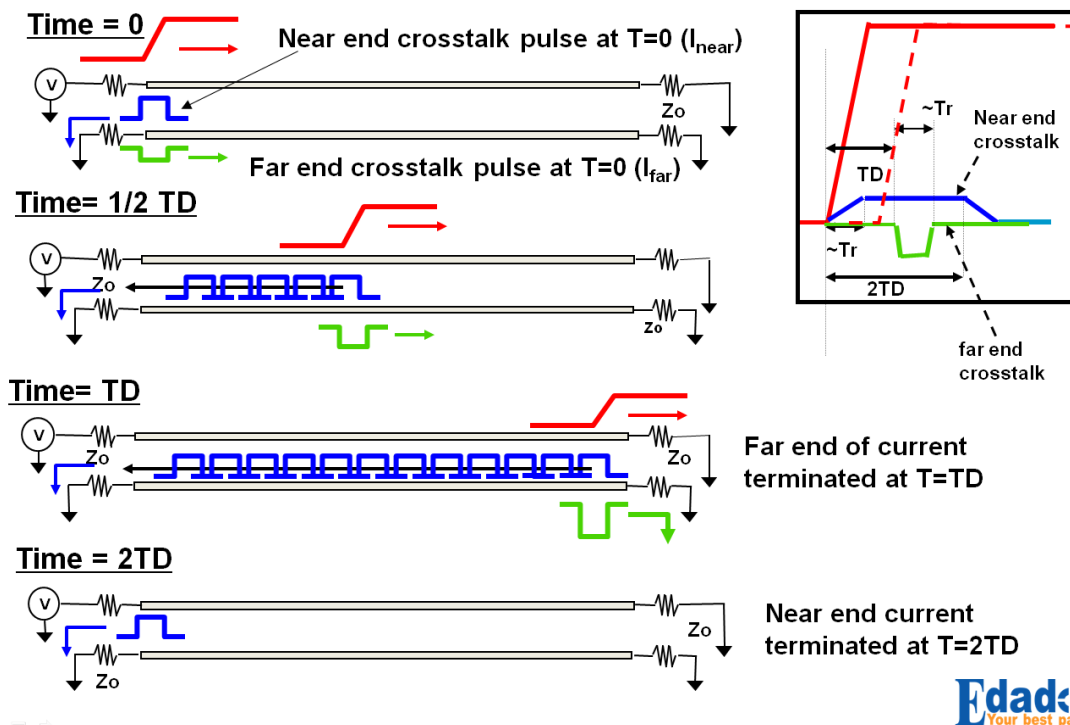 Time = 0
Near end crosstalk pulse at T=0 (Inear)
V
Zo
Far end crosstalk pulse at T=0 (Ifar)
~Tr
Near end
crosstalk
TD
~Tr
2TD
far end
crosstalk
Time= 1/2 TD
V
Zo
Zo
Time= TD
V
Zo
Zo
Far end of current
terminated at T=TD
Time = 2TD
V
Zo
Zo
Near end current
terminated at T=2TD
Your best